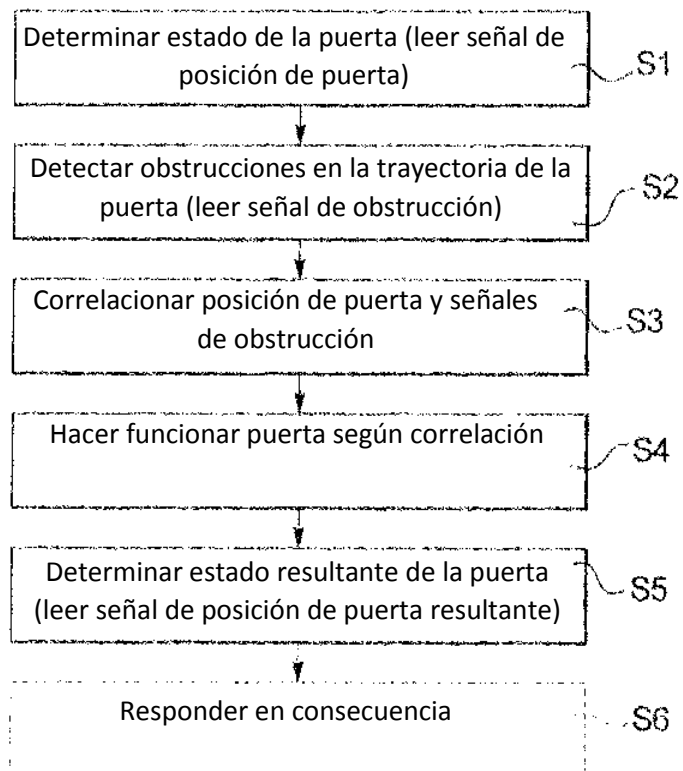 Determinar estado de la puerta (leer señal de
posición de puerta)
S1
Detectar obstrucciones en la trayectoria de la
puerta (leer señal de obstrucción)
S2
Correlacionar posición de puerta y señales
de obstrucción
S3
Hacer funcionar puerta según correlación
S4
Determinar estado resultante de la puerta
(leer señal de posición de puerta resultante)
S5
Responder en consecuencia
S6